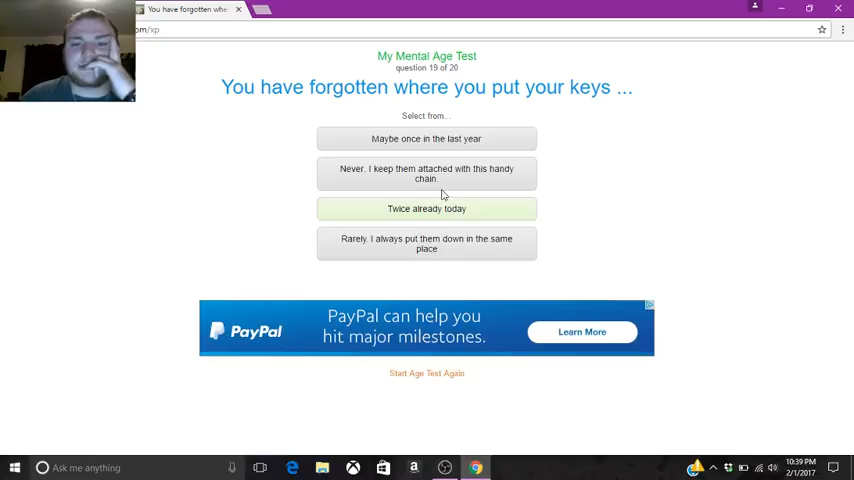 You have forgotten whe
om/xp
My Mental Age Test
question 19 of 20
You have forgotten where you put your keys ...
Select from...
Maybe once in the last year
Never. I keep them attached with this handy
chain.
Twice already today
Rarely. I always put them down in the same
place
PayPal
PayPal can help you
hit major milestones.
Learn More
Start Age Test Again
Ask me anything
10:39 PM
2/1/2017